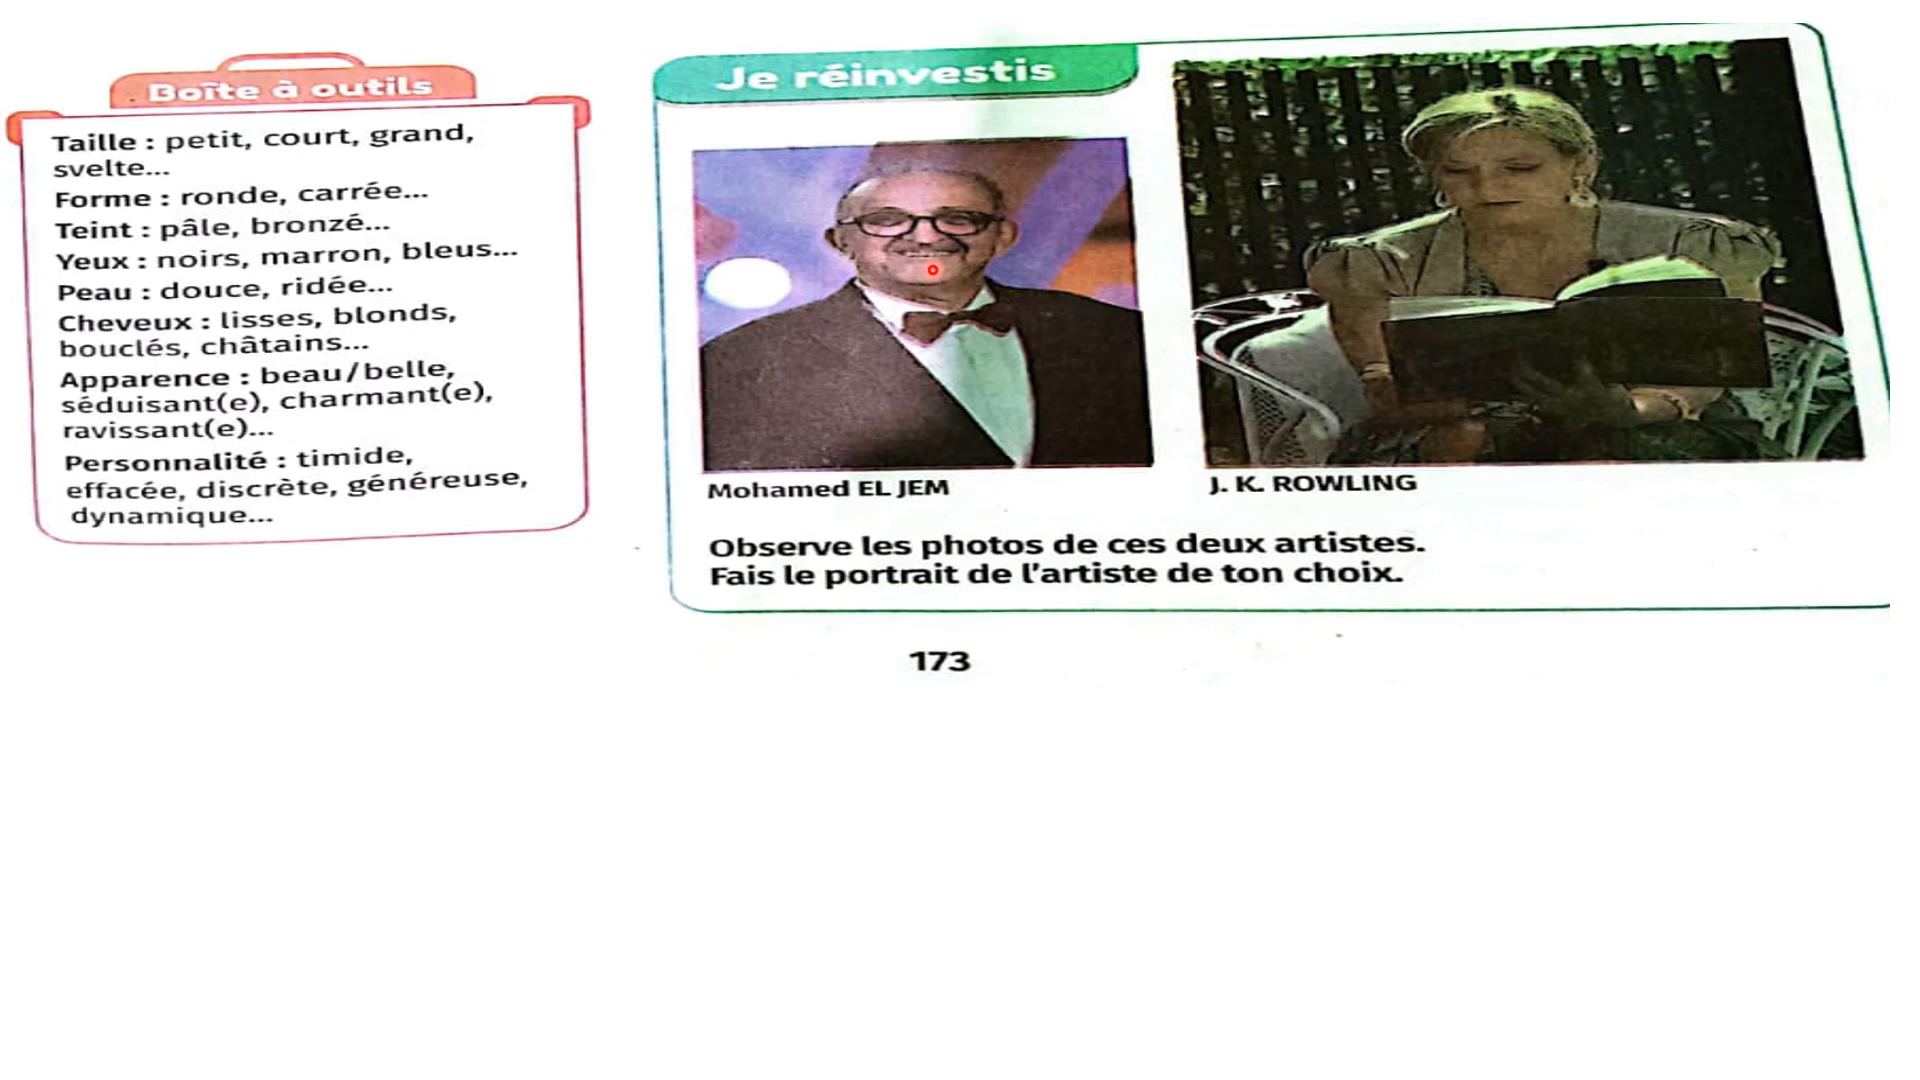 Boîte à outils
Taille : petit, court, grand,
svelte...
Forme : ronde, carrée...
Teint : pâle, bronzé...
Yeux : noirs, marron, bleus...
Peau : douce, ridée...
Cheveux : lisses, blonds,
bouclés, châtains...
Apparence : beau/belle,
séduisant(e), charmant(e),
ravissant(e)...
Personnalité : timide,
effacée, discrète, généreuse,
dynamique...
Je réinvestis
Mohamed EL JEM
J. K. ROWLING
Observe les photos de ces deux artistes.
Fais le portrait de l'artiste de ton choix.
173